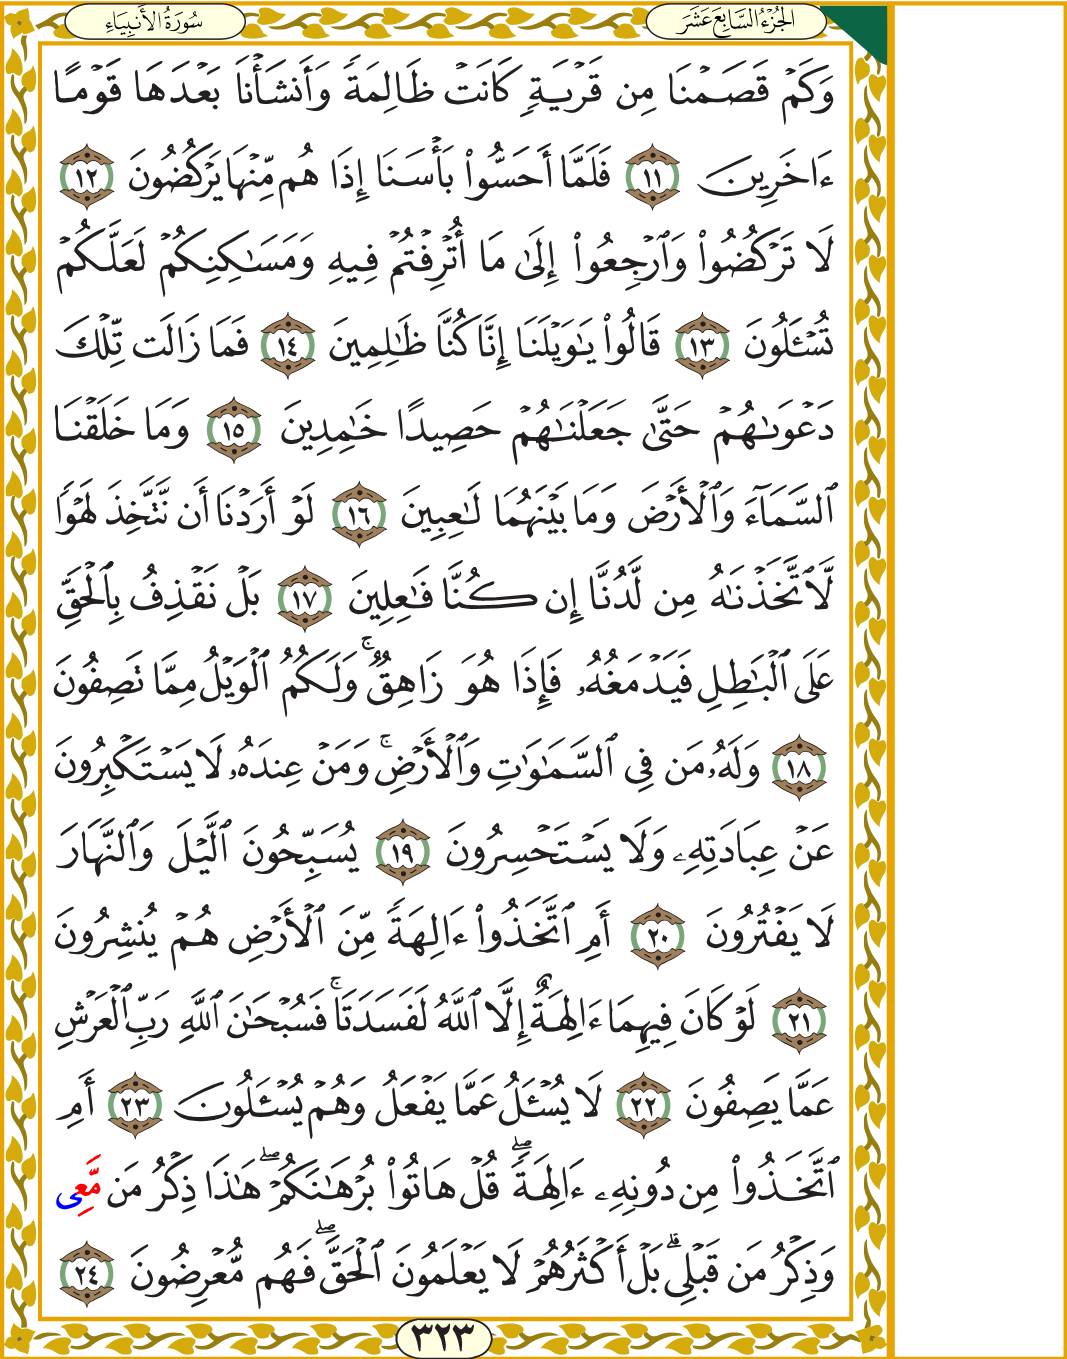 الجُزْءُ السَّابِعَ عَشَرَ
سُورَةُ الأَنبِيَاءِ
وَكَمْ قَصَمْنَا مِن قَرْيَةٍ كَانَتْ ظَالِمَةً وَأَنشَأْنَا بَعْدَهَا قَوْمًا
ءَاخَرِينَ ١١ فَلَمَّا أَحَسُّوا۟ بَأْسَنَا إِذَا هُم مِّنْهَا يَرْكُضُونَ ١٢
لَا تَرْكُضُوا۟ وَٱرْجِعُوا۟ إِلَىٰ مَا أُتْرِفْتُمْ فِيهِ وَمَسَٰكِنِكُمْ لَعَلَّكُمْ
تُسْـَٔلُونَ ١٣ قَالُوا۟ يَٰوَيْلَنَا إِنَّا كُنَّا ظَٰلِمِينَ ١٤ فَمَا زَالَت تِّلْكَ
دَعْوَىٰهُمْ حَتَّىٰ جَعَلْنَٰهُمْ حَصِيدًا خَٰمِدِينَ ١٥ وَمَا خَلَقْنَا
ٱلسَّمَآءَ وَٱلْأَرْضَ وَمَا بَيْنَهُمَا لَٰعِبِينَ ١٦ لَوْ أَرَدْنَا أَن نَّتَّخِذَ لَهْوًا
لَّٱتَّخَذْنَٰهُ مِن لَّدُنَّا إِن كُنَّا فَٰعِلِينَ ١٧ بَلْ نَقْذِفُ بِٱلْحَقِّ
عَلَى ٱلْبَٰطِلِ فَيَدْمَغُهُۥ فَإِذَا هُوَ زَاهِقٌ ۚ وَلَكُمُ ٱلْوَيْلُ مِمَّا تَصِفُونَ
١٨ وَلَهُۥ مَن فِى ٱلسَّمَٰوَٰتِ وَٱلْأَرْضِ ۚ وَمَنْ عِندَهُۥ لَا يَسْتَكْبِرُونَ
عَنْ عِبَادَتِهِۦ وَلَا يَسْتَحْسِرُونَ ١٩ يُسَبِّحُونَ ٱلَّيْلَ وَٱلنَّهَارَ
لَا يَفْتُرُونَ ٢٠ أَمِ ٱتَّخَذُوا۟ ءَالِهَةً مِّنَ ٱلْأَرْضِ هُمْ يُنشِرُونَ
٢١ لَوْ كَانَ فِيهِمَا ءَالِهَةٌ إِلَّا ٱللَّهُ لَفَسَدَتَا ۚ فَسُبْحَٰنَ ٱللَّهِ رَبِّ ٱلْعَرْشِ
عَمَّا يَصِفُونَ ٢٢ لَا يُسْـَٔلُ عَمَّا يَفْعَلُ وَهُمْ يُسْـَٔلُونَ ٢٣ أَمِ
ٱتَّخَذُوا۟ مِن دُونِهِۦ ءَالِهَةً ۖ قُلْ هَاتُوا۟ بُرْهَٰنَكُمْ ۖ هَٰذَا ذِكْرُ مَن مَّعِى
وَذِكْرُ مَن قَبْلِى ۗ بَلْ أَكْثَرُهُمْ لَا يَعْلَمُونَ ٱلْحَقَّ ۖ فَهُم مُّعْرِضُونَ ٢٤
٣٢٣